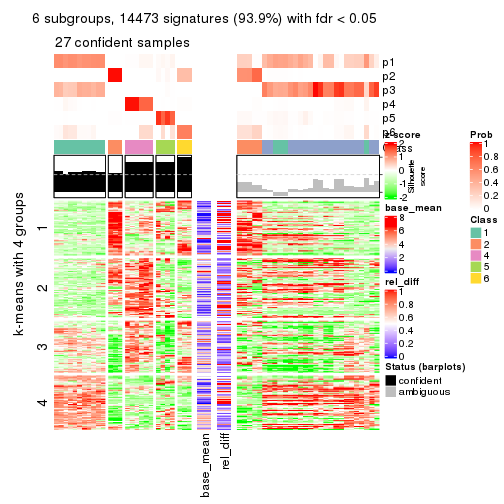 6 subgroups, 14473 signatures (93.9%) with fdr < 0.05
27 confident samples
p1
p2
p3
p4
p5
p6
Class
z-score
2
1
0
-1
-2
Silhouette
score
Prob
1
0.8
0.6
0.4
0.2
0
base_mean
8
6
4
2
0
Class
1
2
4
5
6
rel_diff
1
0.8
0.6
0.4
0.2
0
Status (barplots)
confident
ambiguous
k-means with 4 groups
1
2
3
4
base_mean
rel_diff